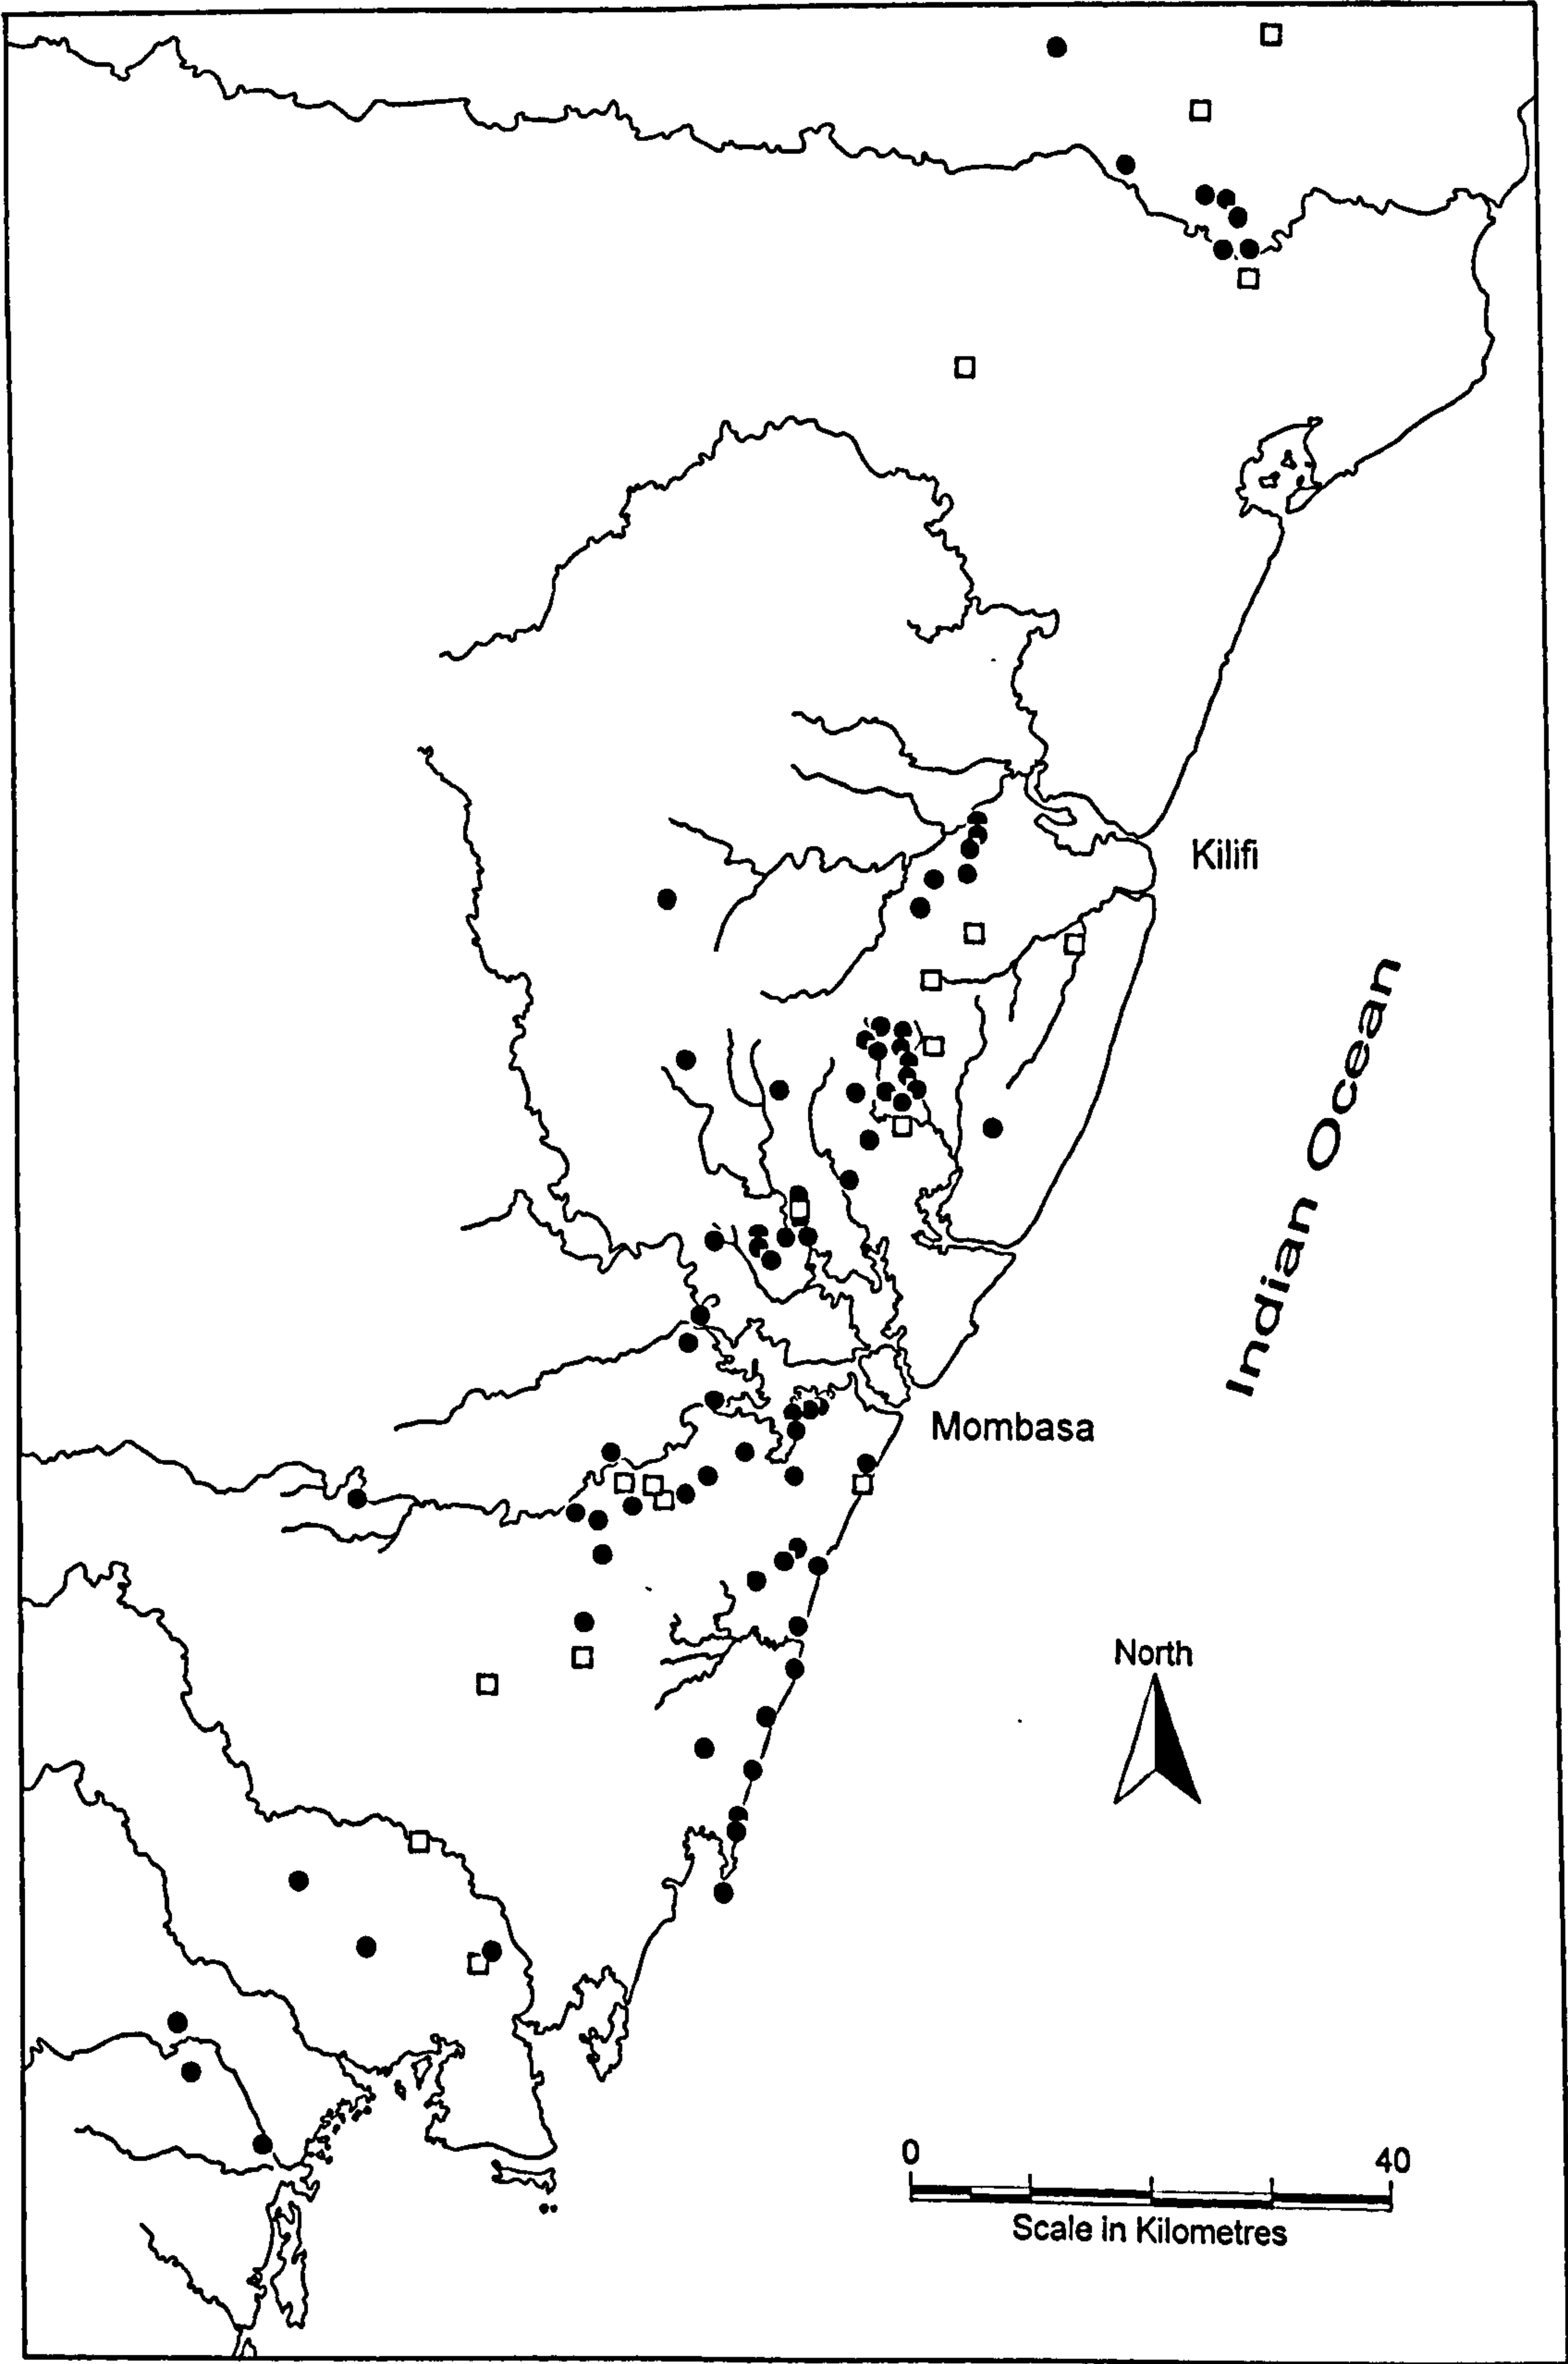 Kilifi
Indian Ocean
Mombasa
North
0 40
Scale in Kilometres